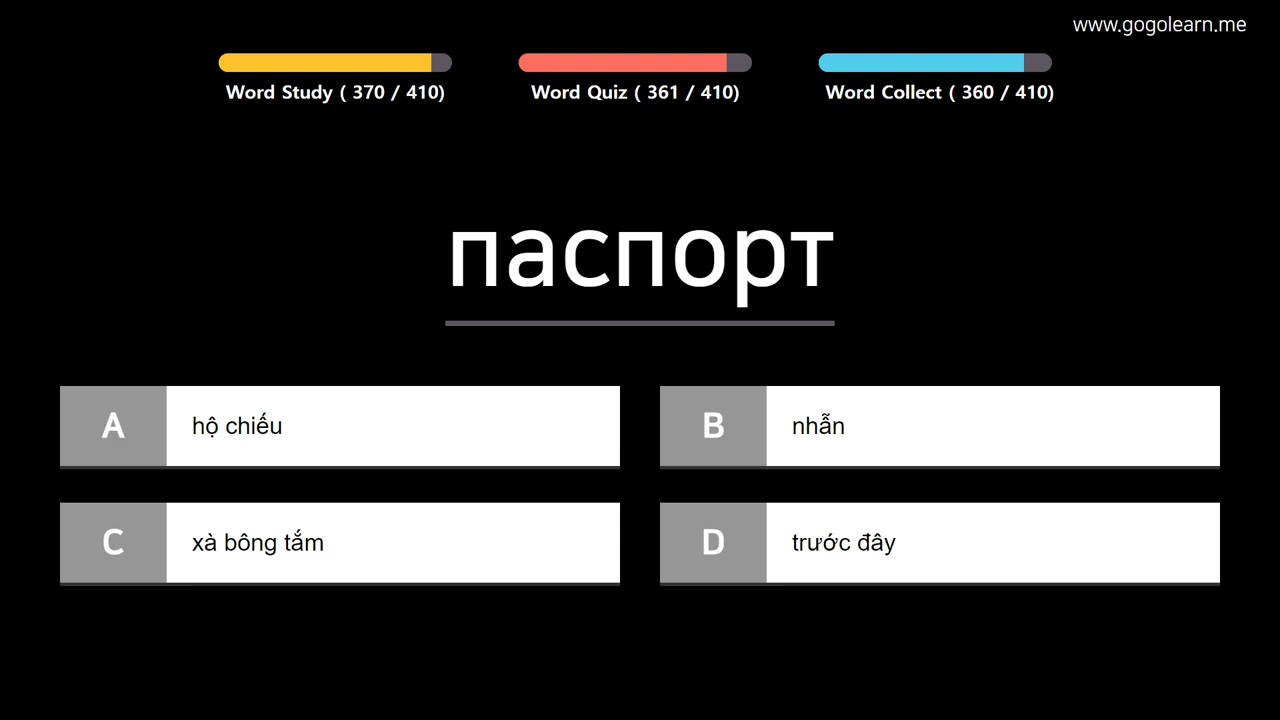 www.gogolearn.me
Word Study ( 370 / 410)
Word Quiz ( 361 / 410)
Word Collect ( 360 / 410)
паспорт
A hộ chiếu
B nhẫn
C xà bông tắm
D trước đây